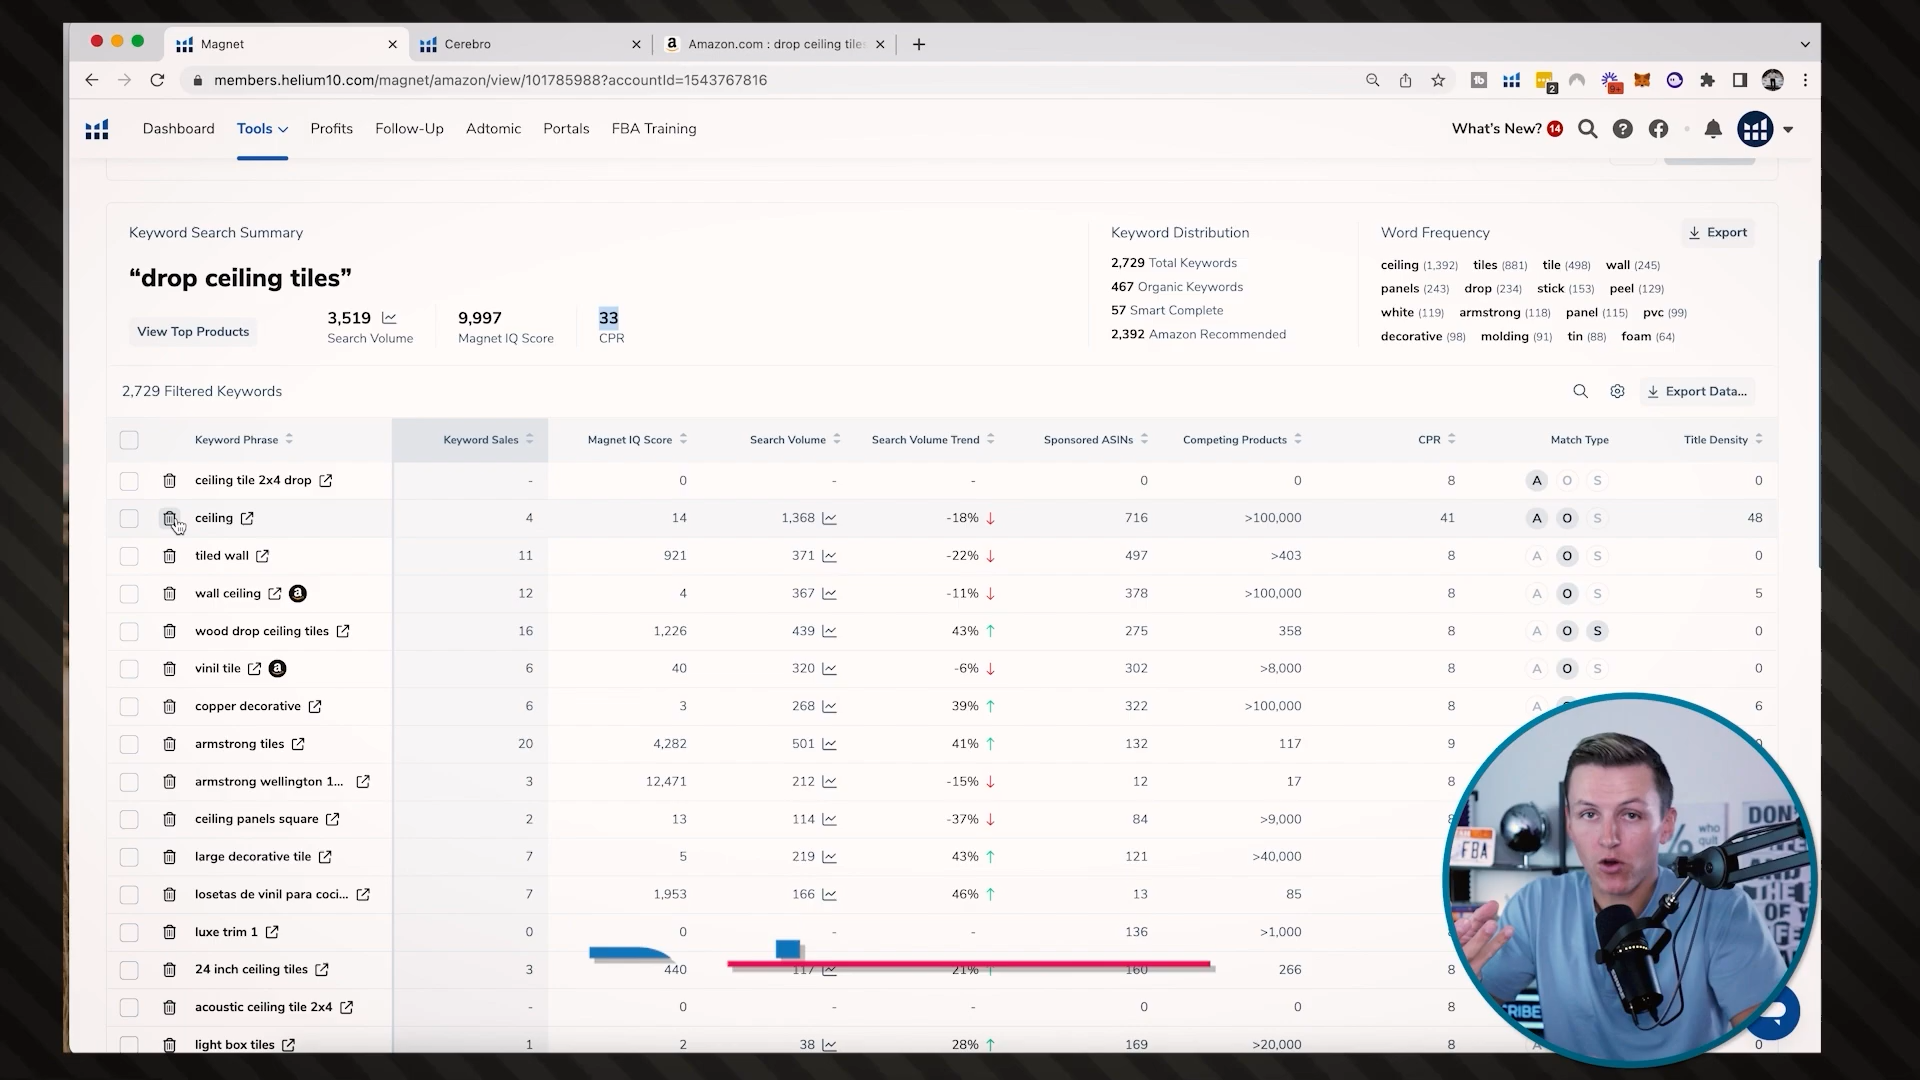 Magnet
Cerebro
Amazon.com : drop ceiling tile
members.helium10.com/magnet/amazon/view/101785988?accountId=1543767816
2
9+
Dashboard Tools Profits Follow-Up Adtomic Portals FBA Training
What's New? 14
Keyword Search Summary
“drop ceiling tiles”
View Top Products
3,519 Search Volume
9,997 Magnet IQ Score
33 CPR
Keyword Distribution
2,729 Total Keywords
467 Organic Keywords
57 Smart Complete
2,392 Amazon Recommended
Word Frequency
Export
ceiling (1,392) tiles (881) tile (498) wall (245)
panels (243) drop (234) stick (153) peel (129)
white (119) armstrong (118) panel (115) pvc (99)
decorative (98) molding (91) tin (88) foam (64)
2,729 Filtered Keywords
Export Data...
Keyword Phrase Keyword Sales Magnet IQ Score Search Volume Search Volume Trend Sponsored ASINs Competing Products CPR Match Type Title Density
ceiling tile 2x4 drop - 0 - - 0 0 8 A O S 0
ceiling 4 14 1,368 -18% 716 >100,000 41 A O S 48
tiled wall 11 921 371 -22% 497 >403 8 A O S 0
wall ceiling 12 4 367 -11% 378 >100,000 8 A O S 5
wood drop ceiling tiles 16 1,226 439 43% 275 358 8 A O S 0
vinil tile 6 40 320 -6% 302 >8,000 8 A O S 0
copper decorative 6 3 268 39% 322 >100,000 8 A 6
armstrong tiles 20 4,282 501 41% 132 117 9
armstrong wellington 1... 3 12,471 212 -15% 12 17 8
ceiling panels square 2 13 114 -37% 84 >9,000
large decorative tile 7 5 219 43% 121 >40,000
losetas de vinil para coci... 7 1,953 166 46% 13 85
luxe trim 1 0 0 - - 136 >1,000
24 inch ceiling tiles 3 440 117 21% 160 266 8
acoustic ceiling tile 2x4 - 0 - - 0 0 8
light box tiles 1 2 38 28% 169 >20,000 8 0
FBA
who
quit
DON'